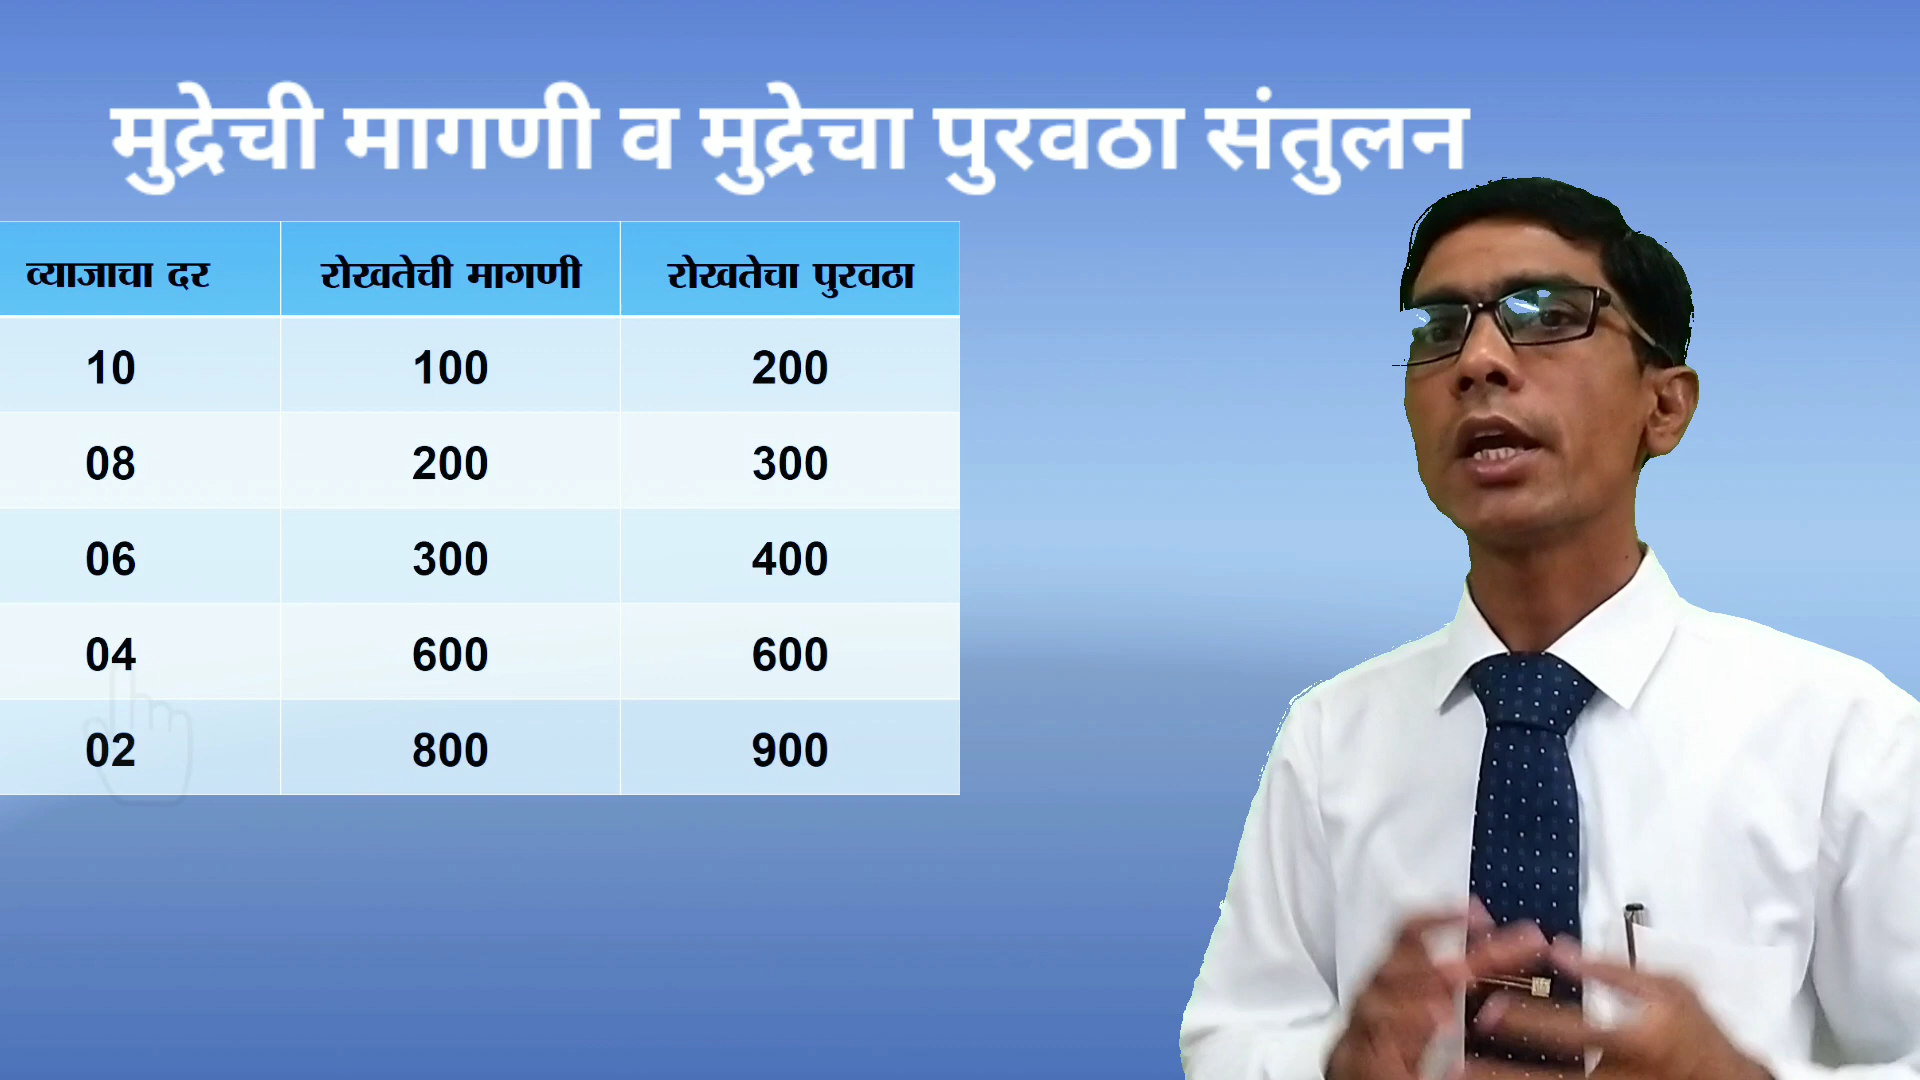 मुद्रेची मागणी व मुद्रेचा पुरवठा संतुलन
व्याजाचा दर रोखतेची मागणी रोखतेचा पुरवठा
10 100 200
08 200 300
06 300 400
04 600 600
02 800 900